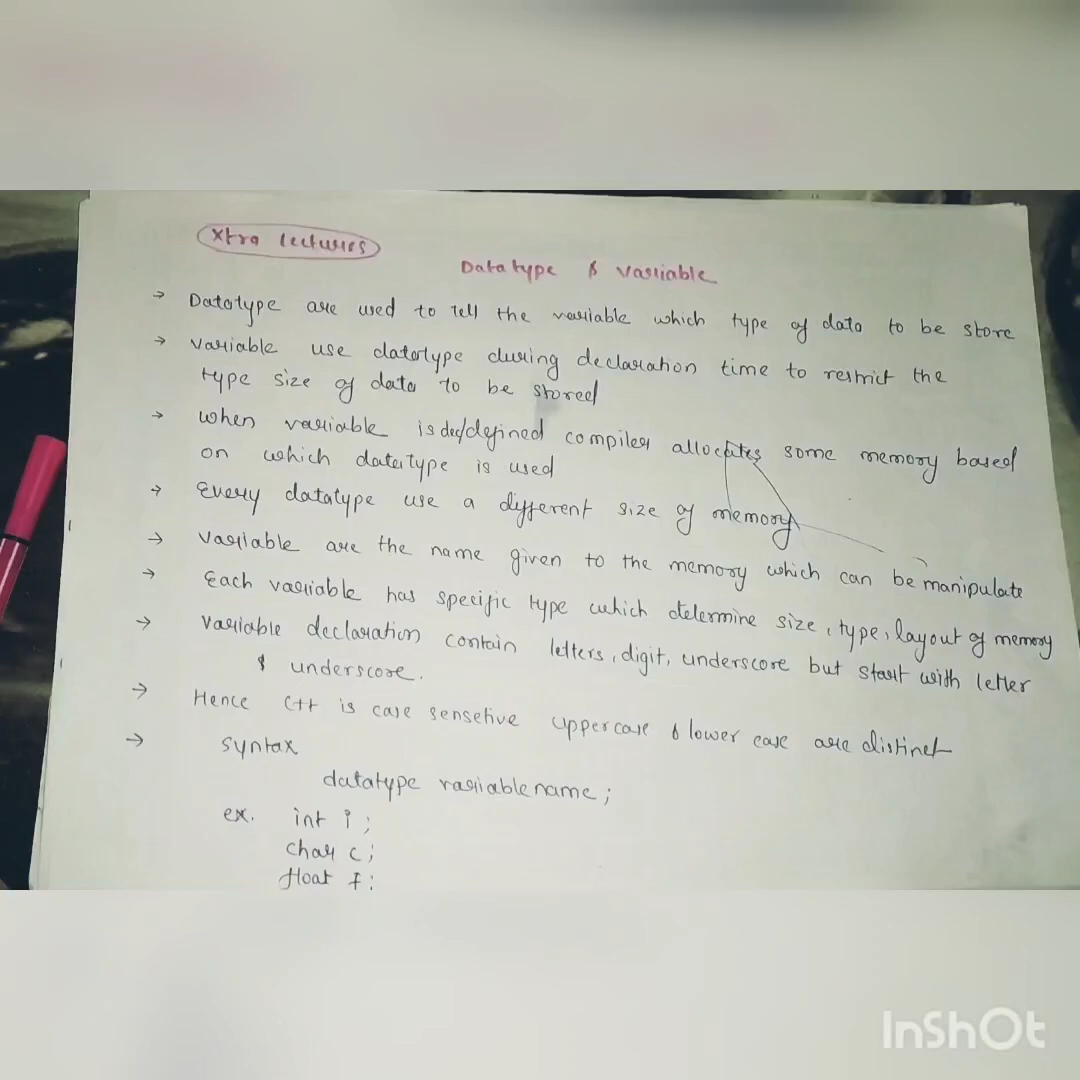 Xtra lectures
Datatype & variable
→ Datatype are used to tell the variable which type of data to be store
→ variable use datatype during declaration time to restrict the
type size of data to be stored
→ when variable is dec/defined compiler allocates some memory based
on which datatype is used
→ Every datatype use a different size of memory
→ variable are the name given to the memory which can be manipulate
→ Each variable has specific type which determine size, type, layout of memory
→ variable declaration contain letters, digit, underscore but start with letter
& underscore.
→ Hence C++ is case sensetive uppercase & lower case are distinct
→ syntax
datatype variablename;
ex. int i;
char c;
float f;
InShOt